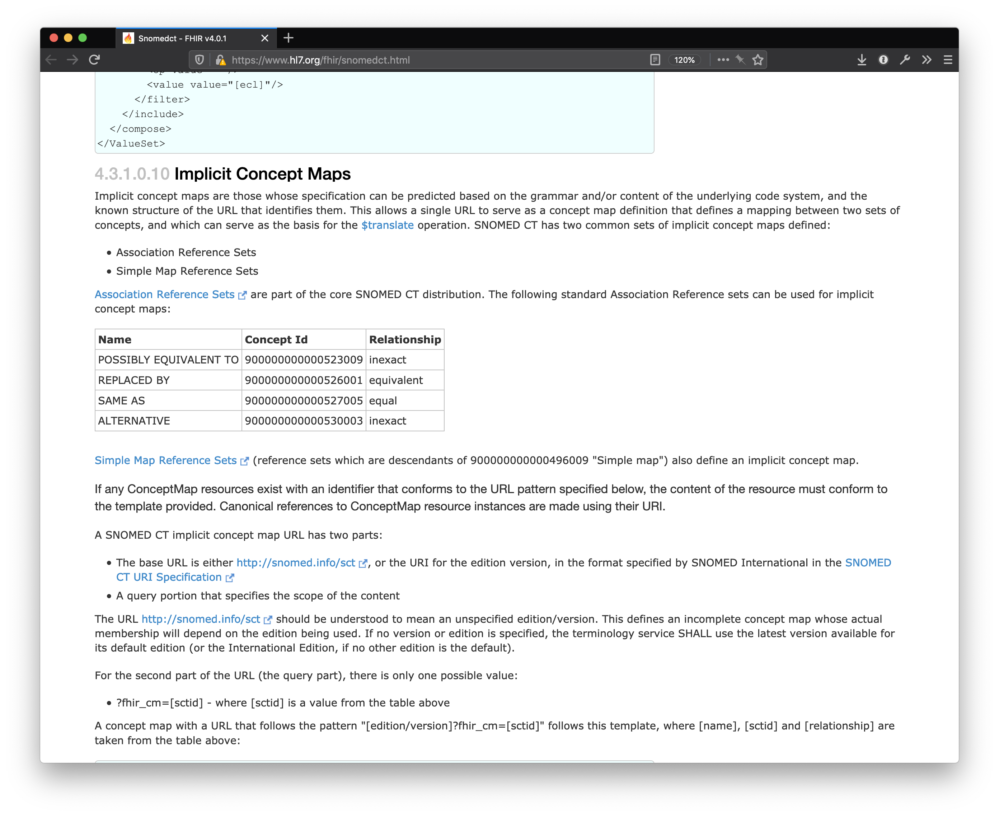 Snomedct - FHIR v4.0.1
https://www.hl7.org/fhir/snomedct.html
120%
<value value="[ecl]"/>
</filter>
</include>
</compose>
</ValueSet>
4.3.1.0.10 Implicit Concept Maps
Implicit concept maps are those whose specification can be predicted based on the grammar and/or content of the underlying code system, and the
known structure of the URL that identifies them. This allows a single URL to serve as a concept map definition that defines a mapping between two sets of
concepts, and which can serve as the basis for the $translate operation. SNOMED CT has two common sets of implicit concept maps defined:
• Association Reference Sets
• Simple Map Reference Sets
Association Reference Sets are part of the core SNOMED CT distribution. The following standard Association Reference sets can be used for implicit
concept maps:
Name Concept Id Relationship
POSSIBLY EQUIVALENT TO 900000000000523009 inexact
REPLACED BY 900000000000526001 equivalent
SAME AS 900000000000527005 equal
ALTERNATIVE 900000000000530003 inexact
Simple Map Reference Sets (reference sets which are descendants of 900000000000496009 "Simple map") also define an implicit concept map.
If any ConceptMap resources exist with an identifier that conforms to the URL pattern specified below, the content of the resource must conform to
the template provided. Canonical references to ConceptMap resource instances are made using their URI.
A SNOMED CT implicit concept map URL has two parts:
• The base URL is either http://snomed.info/sct , or the URI for the edition version, in the format specified by SNOMED International in the SNOMED
CT URI Specification
• A query portion that specifies the scope of the content
The URL http://snomed.info/sct should be understood to mean an unspecified edition/version. This defines an incomplete concept map whose actual
membership will depend on the edition being used. If no version or edition is specified, the terminology service SHALL use the latest version available for
its default edition (or the International Edition, if no other edition is the default).
For the second part of the URL (the query part), there is only one possible value:
• ?fhir_cm=[sctid] - where [sctid] is a value from the table above
A concept map with a URL that follows the pattern "[edition/version]?fhir_cm=[sctid]" follows this template, where [name], [sctid] and [relationship] are
taken from the table above: